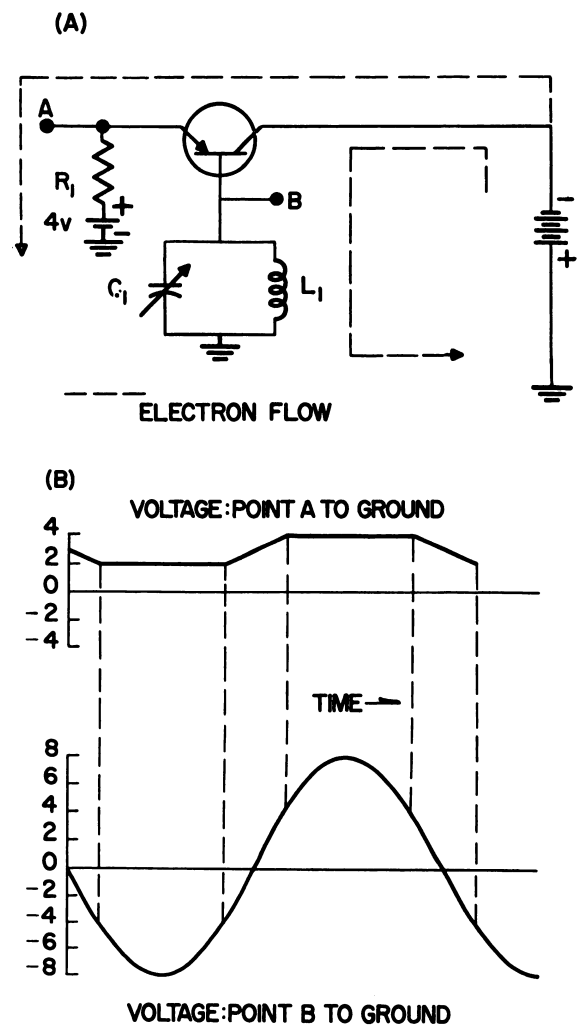 (A)
A
R1
+
4v
-
B
C1
L1
-
+
ELECTRON FLOW
(B)
VOLTAGE:POINT A TO GROUND
4
2
0
-2
-4
TIME
8
6
4
2
0
-2
-4
-6
-8
VOLTAGE:POINT B TO GROUND